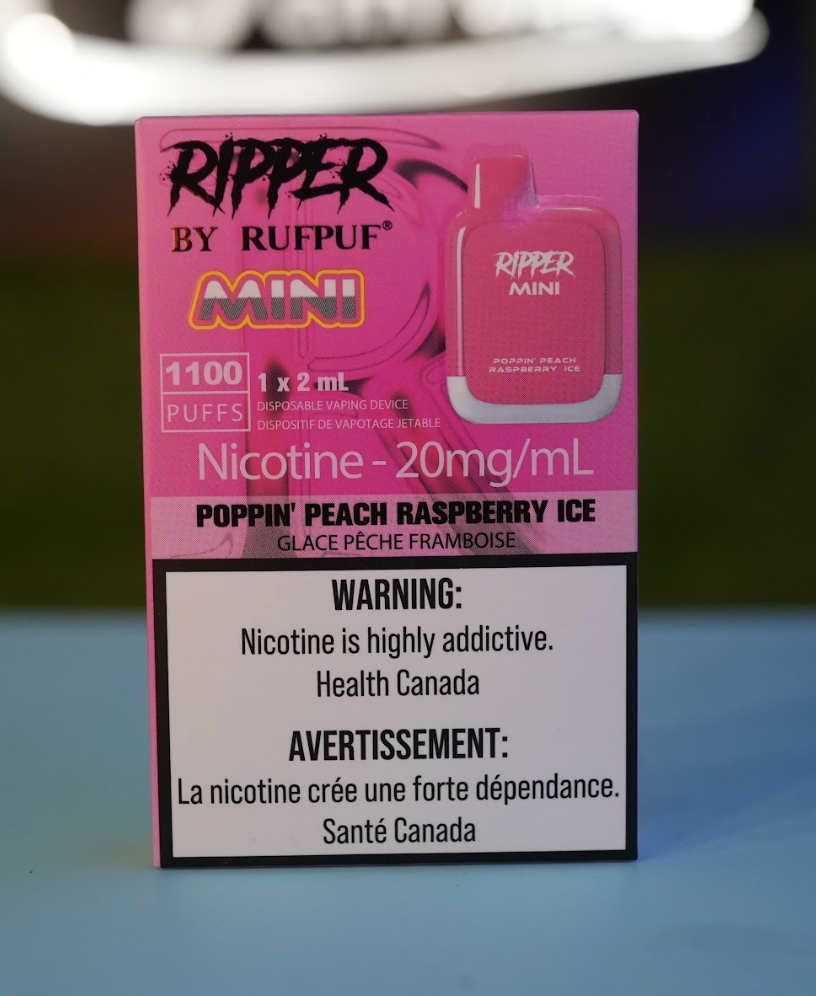 RIPPER
BY RUFPUF®
MINI
RIPPER
MINI
POPPIN' PEACH
RASPBERRY ICE
1100
PUFFS
1 x 2 mL
DISPOSABLE VAPING DEVICE
DISPOSITIF DE VAPOTAGE JETABLE
Nicotine - 20mg/mL
POPPIN' PEACH RASPBERRY ICE
GLACE PÊCHE FRAMBOISE
WARNING:
Nicotine is highly addictive.
Health Canada
AVERTISSEMENT:
La nicotine crée une forte dépendance.
Santé Canada